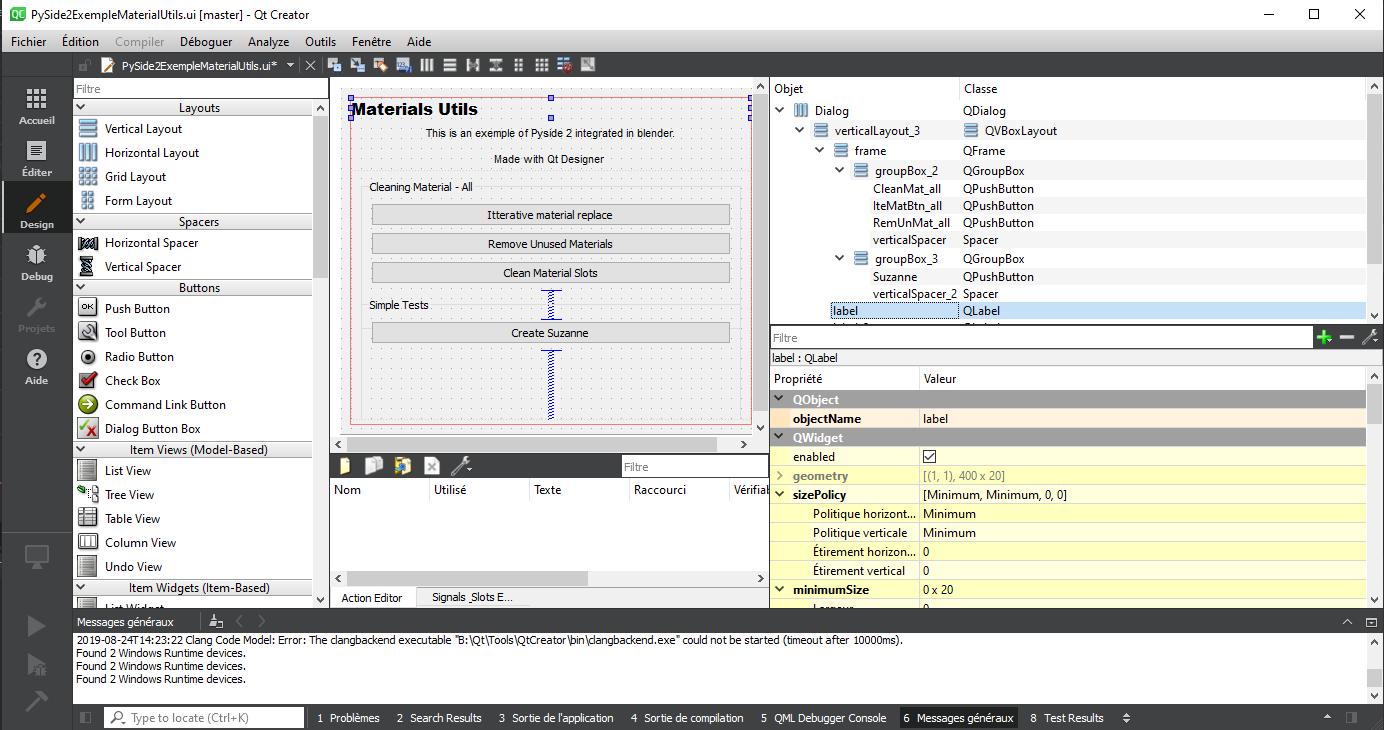 PySide2ExempleMaterialUtils.ui [master] - Qt Creator
Fichier Édition Compiler Déboguer Analyze Outils Fenêtre Aide
PySide2ExempleMaterialUtils.ui*
Accueil
Éditer
Design
Debug
Projets
Aide
Filtre
Layouts
Vertical Layout
Horizontal Layout
Grid Layout
Form Layout
Spacers
Horizontal Spacer
Vertical Spacer
Buttons
OK Push Button
Tool Button
Radio Button
Check Box
Command Link Button
Dialog Button Box
Item Views (Model-Based)
List View
Tree View
Table View
Column View
Undo View
Item Widgets (Item-Based)
List Widget
Materials Utils
This is an exemple of Pyside 2 integrated in blender.
Made with Qt Designer
Cleaning Material - All
Itterative material replace
Remove Unused Materials
Clean Material Slots
Simple Tests
Create Suzanne
Filtre
Nom Utilisé Texte Raccourci Vérifiab
Action Editor Signals _Slots E...
Objet Classe
Dialog QDialog
verticalLayout_3 QVBoxLayout
frame QFrame
groupBox_2 QGroupBox
CleanMat_all QPushButton
IteMatBtn_all QPushButton
RemUnMat_all QPushButton
verticalSpacer Spacer
groupBox_3 QGroupBox
Suzanne QPushButton
verticalSpacer_2 Spacer
label QLabel
Filtre
label : QLabel
Propriété Valeur
QObject
objectName label
QWidget
enabled
geometry [(1, 1), 400 x 20]
sizePolicy [Minimum, Minimum, 0, 0]
Politique horizont... Minimum
Politique verticale Minimum
Étirement horizon... 0
Étirement vertical 0
minimumSize 0 x 20
Largeur 0
Messages généraux
2019-08-24T14:23:22 Clang Code Model: Error: The clangbackend executable "B:\Qt\Tools\QtCreator\bin\clangbackend.exe" could not be started (timeout after 10000ms).
Found 2 Windows Runtime devices.
Found 2 Windows Runtime devices.
Found 2 Windows Runtime devices.
Type to locate (Ctrl+K) 1 Problèmes 2 Search Results 3 Sortie de l'application 4 Sortie de compilation 5 QML Debugger Console 6 Messages généraux 8 Test Results